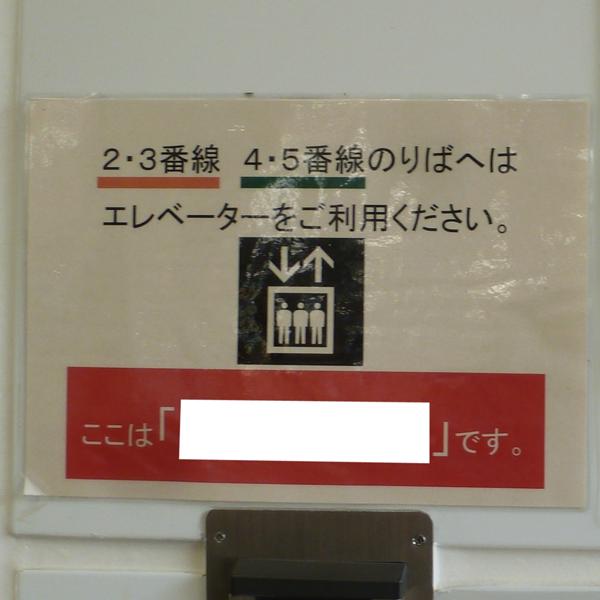 2・3番線 4・5番線のりばへは
エレベーターをご利用ください。
ここは「 」です。